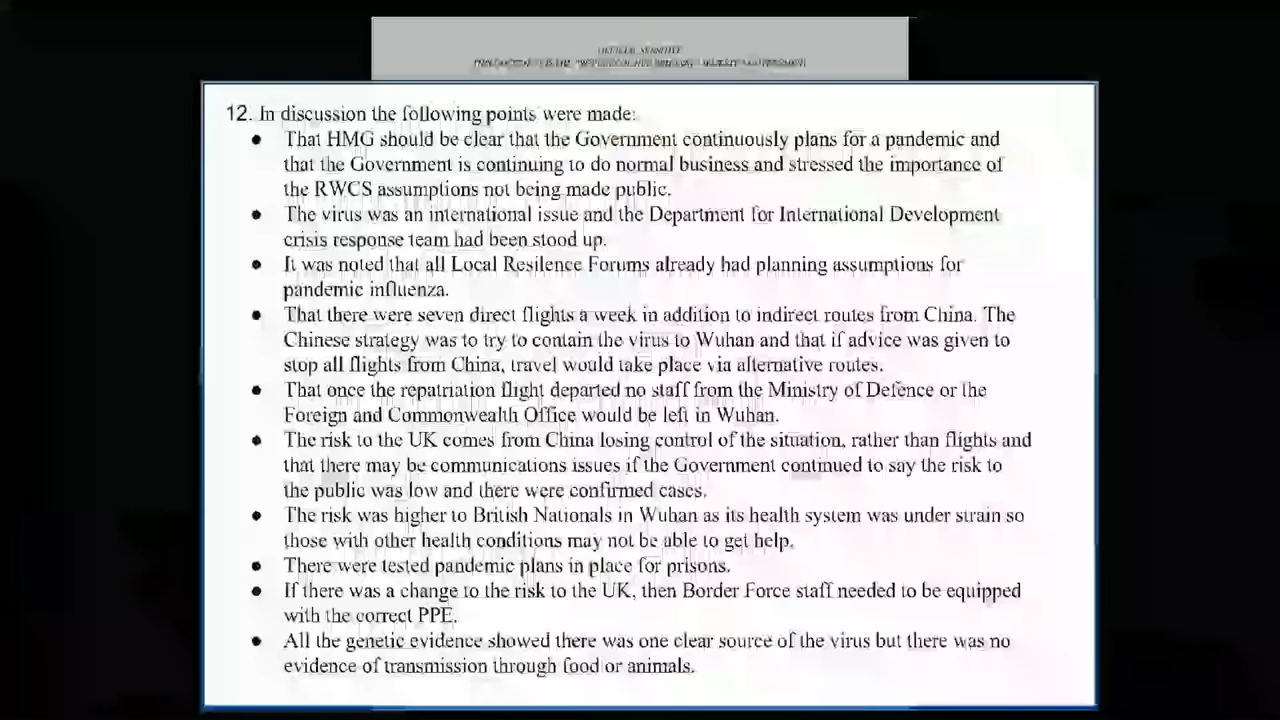 OFFICIAL SENSITIVE
12. In discussion the following points were made:
● That HMG should be clear that the Government continuously plans for a pandemic and
that the Government is continuing to do normal business and stressed the importance of
the RWCS assumptions not being made public.
● The virus was an international issue and the Department for International Development
crisis response team had been stood up.
● It was noted that all Local Resilence Forums already had planning assumptions for
pandemic influenza.
● That there were seven direct flights a week in addition to indirect routes from China. The
Chinese strategy was to try to contain the virus to Wuhan and that if advice was given to
stop all flights from China, travel would take place via alternative routes.
● That once the repatriation flight departed no staff from the Ministry of Defence or the
Foreign and Commonwealth Office would be left in Wuhan.
● The risk to the UK comes from China losing control of the situation, rather than flights and
that there may be communications issues if the Government continued to say the risk to
the public was low and there were confirmed cases.
● The risk was higher to British Nationals in Wuhan as its health system was under strain so
those with other health conditions may not be able to get help.
● There were tested pandemic plans in place for prisons.
● If there was a change to the risk to the UK, then Border Force staff needed to be equipped
with the correct PPE.
● All the genetic evidence showed there was one clear source of the virus but there was no
evidence of transmission through food or animals.